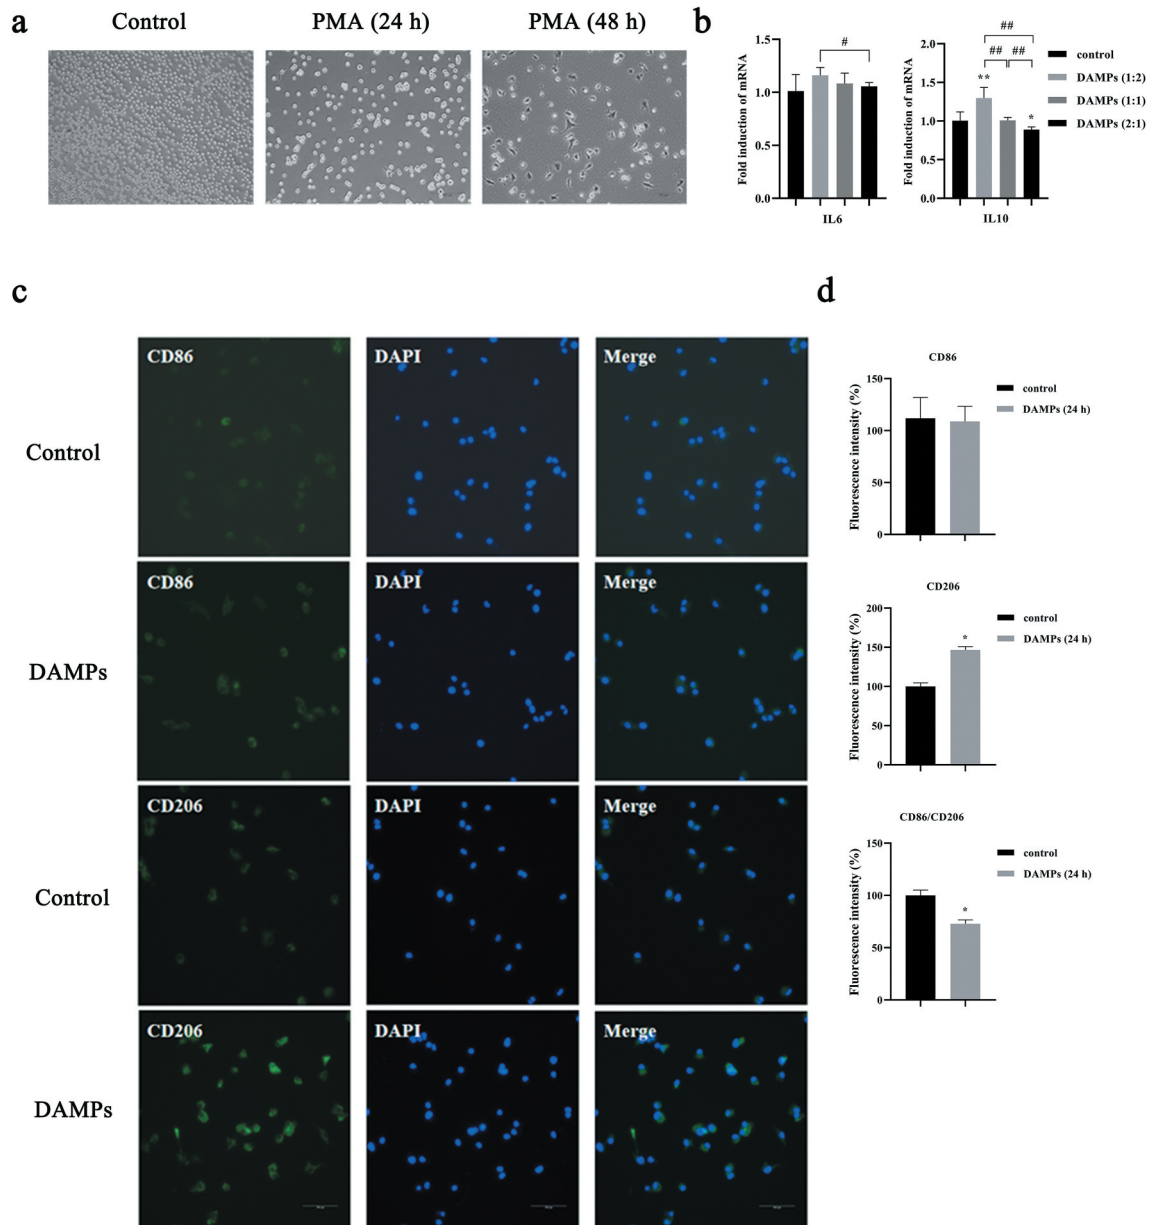 a
Control
PMA (24 h)
PMA (48 h)
b
Fold induction of mRNA
1.5
1.0
0.5
0.0
#
IL6
Fold induction of mRNA
2.0
1.5
1.0
0.5
0.0
##
##
##
**
*
IL10
control
DAMPs (1:2)
DAMPs (1:1)
DAMPs (2:1)
c
Control
CD86
DAPI
Merge
DAMPs
CD86
DAPI
Merge
Control
CD206
DAPI
Merge
DAMPs
CD206
DAPI
Merge
d
CD86
Fluorescence intensity (%)
150
100
50
0
control
DAMPs (24 h)
CD206
Fluorescence intensity (%)
200
150
100
50
0
*
control
DAMPs (24 h)
CD86/CD206
Fluorescence intensity (%)
150
100
50
0
*
control
DAMPs (24 h)